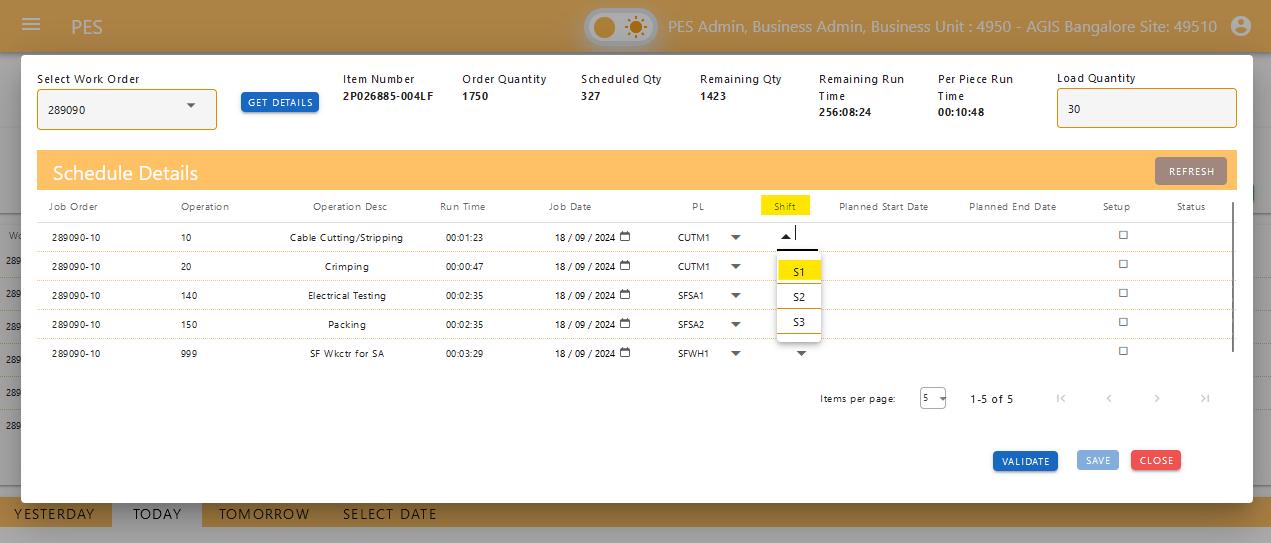 PES
PES Admin, Business Admin, Business Unit : 4950 - AGIS Bangalore Site: 49510
Select Work Order
289090
GET DETAILS
Item Number
2P026885-004LF
Order Quantity
1750
Scheduled Qty
327
Remaining Qty
1423
Remaining Run
Time
256:08:24
Per Piece Run
Time
00:10:48
Load Quantity
30
Schedule Details
REFRESH
Job Order Operation Operation Desc Run Time Job Date PL Shift Planned Start Date Planned End Date Setup Status
289090-10 10 Cable Cutting/Stripping 00:01:23 18 / 09 / 2024 CUTM1
289090-10 20 Crimping 00:00:47 18 / 09 / 2024 CUTM1
289090-10 140 Electrical Testing 00:02:35 18 / 09 / 2024 SFSA1
289090-10 150 Packing 00:02:35 18 / 09 / 2024 SFSA2
289090-10 999 SF Wkctr for SA 00:03:29 18 / 09 / 2024 SFWH1
S1
S2
S3
Items per page: 5 1-5 of 5
VALIDATE SAVE CLOSE
YESTERDAY TODAY TOMORROW SELECT DATE